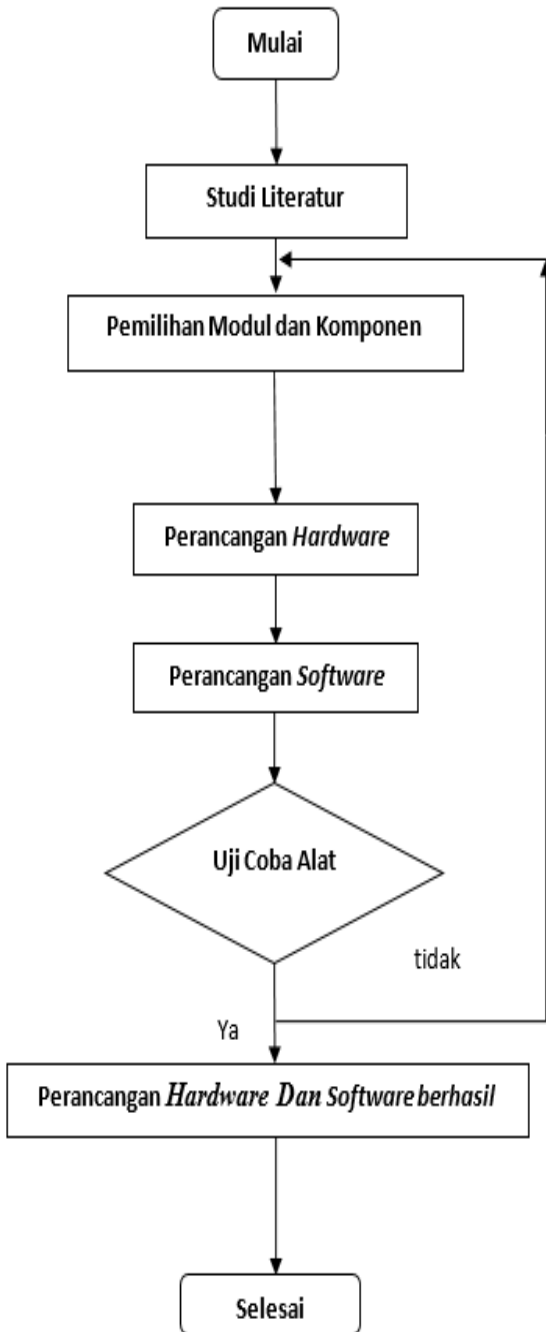 Mulai
Studi Literatur
Pemilihan Modul dan Komponen
Perancangan Hardware
Perancangan Software
Uji Coba Alat
tidak
Ya
Perancangan Hardware Dan Software berhasil
Selesai